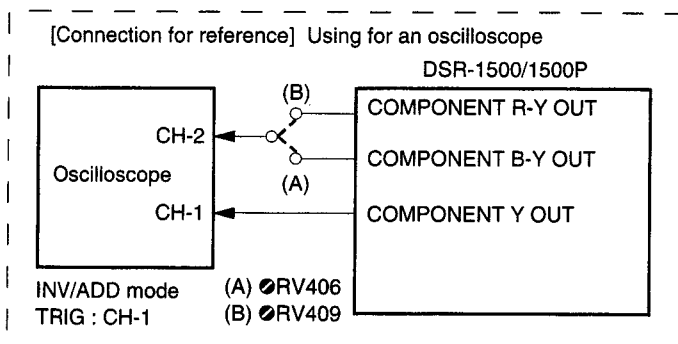 [Connection for reference] Using for an oscilloscope
DSR-1500/1500P
(B)
COMPONENT R-Y OUT
CH-2
COMPONENT B-Y OUT
Oscilloscope
(A)
CH-1
COMPONENT Y OUT
INV/ADD mode
(A) ⊘RV406
TRIG : CH-1
(B) ⊘RV409